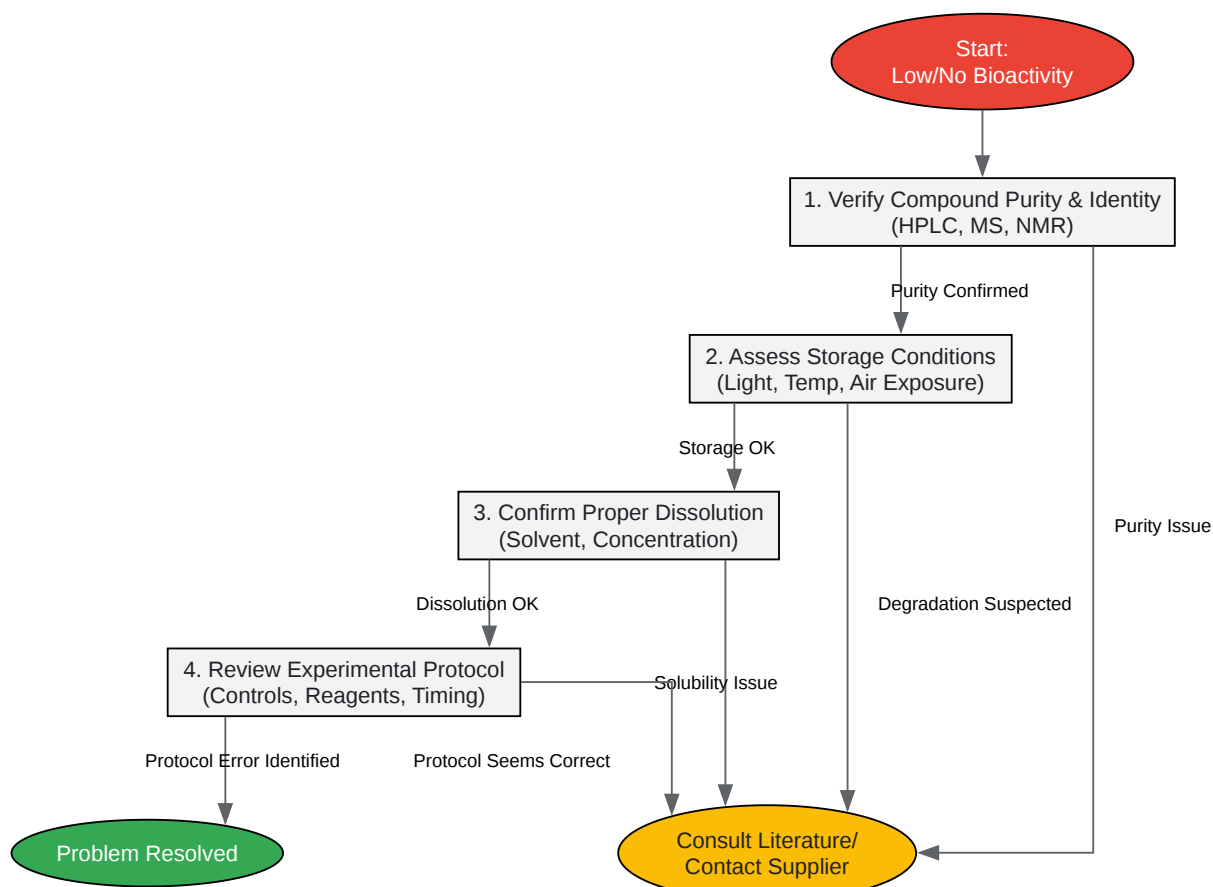 Start:
Low/No Bioactivity
1. Verify Compound Purity & Identity
(HPLC, MS, NMR)
Purity Confirmed
2. Assess Storage Conditions
(Light, Temp, Air Exposure)
Storage OK
3. Confirm Proper Dissolution
(Solvent, Concentration)
Purity Issue
Dissolution OK
Degradation Suspected
4. Review Experimental Protocol
(Controls, Reagents, Timing)
Solubility Issue
Protocol Error Identified
Protocol Seems Correct
Problem Resolved
Consult Literature/
Contact Supplier